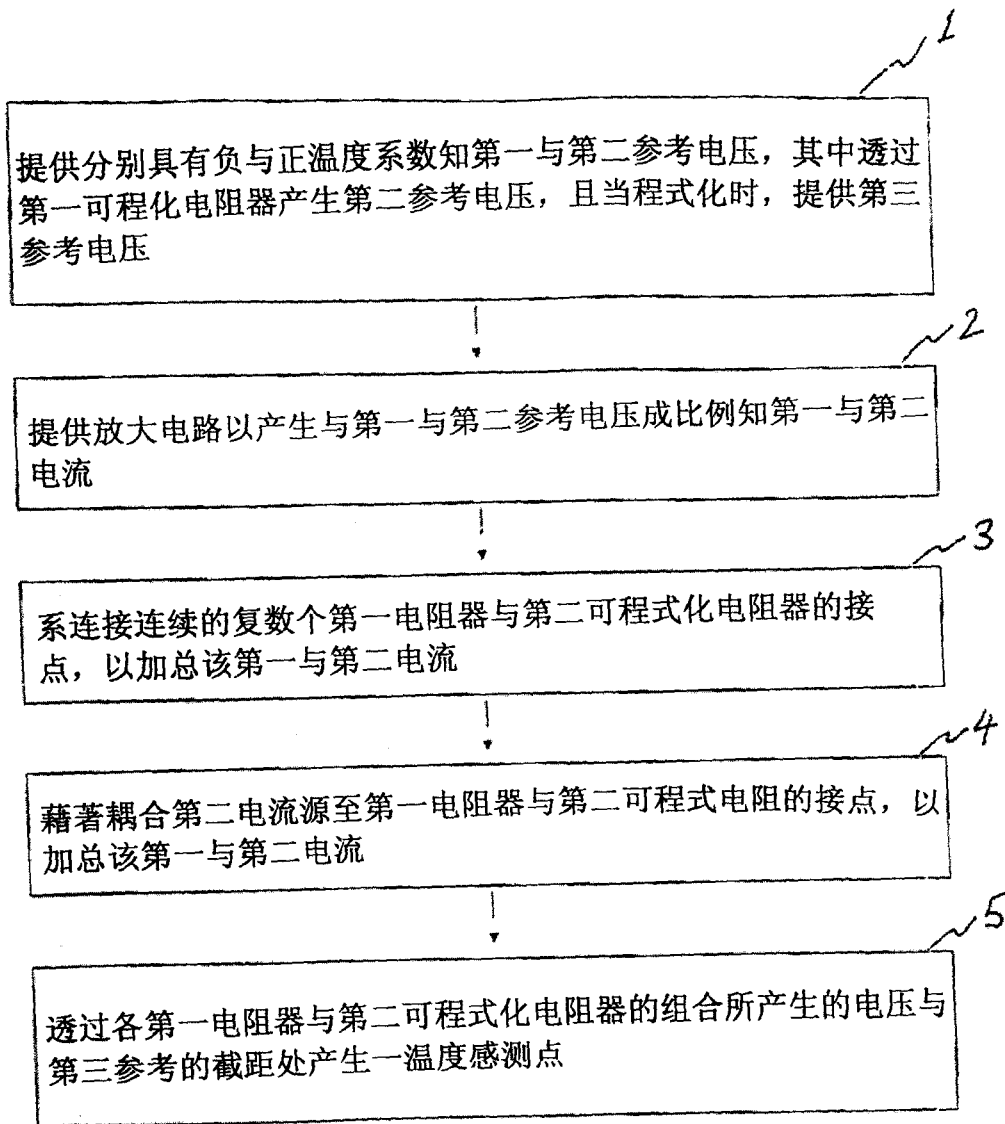 1
提供分别具有负与正温度系数知第一与第二参考电压，其中透过
第一可程化电阻器产生第二参考电压，且当程式化时，提供第三
参考电压
2
提供放大电路以产生与第一与第二参考电压成比例知第一与第二
电流
3
系连接连续的复数个第一电阻器与第二可程式化电阻器的接
点，以加总该第一与第二电流
4
藉著耦合第二电流源至第一电阻器与第二可程式电阻的接点，以
加总该第一与第二电流
5
透过各第一电阻器与第二可程式化电阻器的组合所产生的电压与
第三参考的截距处产生一温度感测点